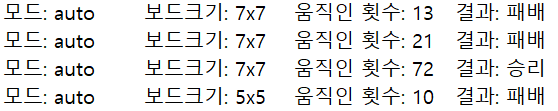 모드: auto 보드크기: 7x7 움직인 횟수: 13 결과: 패배
모드: auto 보드크기: 7x7 움직인 횟수: 21 결과: 패배
모드: auto 보드크기: 7x7 움직인 횟수: 72 결과: 승리
모드: auto 보드크기: 5x5 움직인 횟수: 10 결과: 패배